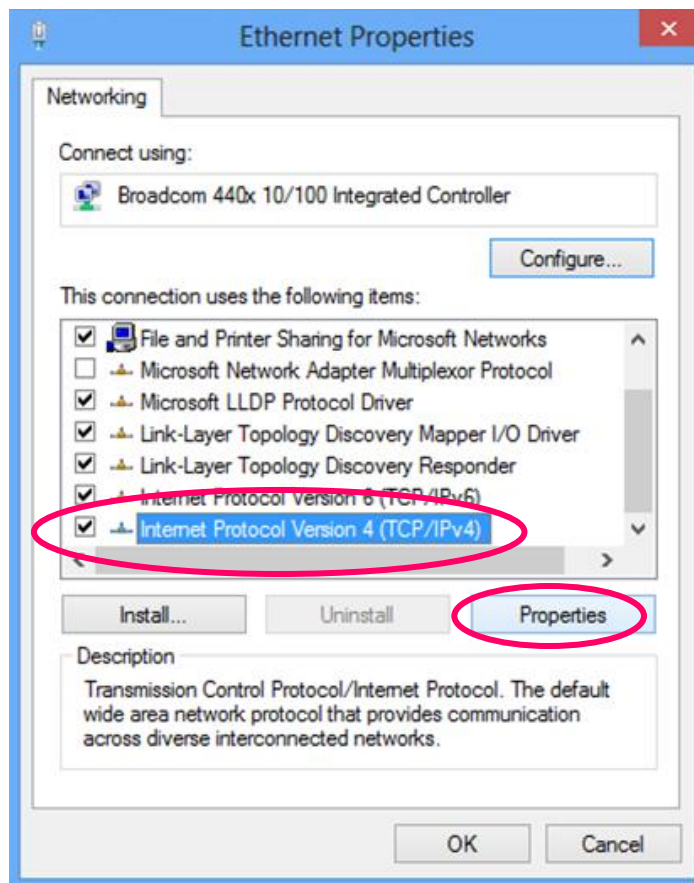 Ethernet Properties
Networking
Connect using:
Broadcom 440x 10/100 Integrated Controller
Configure...
This connection uses the following items:
File and Printer Sharing for Microsoft Networks
Microsoft Network Adapter Multiplexor Protocol
Microsoft LLDP Protocol Driver
Link-Layer Topology Discovery Mapper I/O Driver
Link-Layer Topology Discovery Responder
Internet Protocol Version 6 (TCP/IPv6)
Internet Protocol Version 4 (TCP/IPv4)
Install...
Uninstall
Properties
Description
Transmission Control Protocol/Internet Protocol. The default
wide area network protocol that provides communication
across diverse interconnected networks.
OK
Cancel